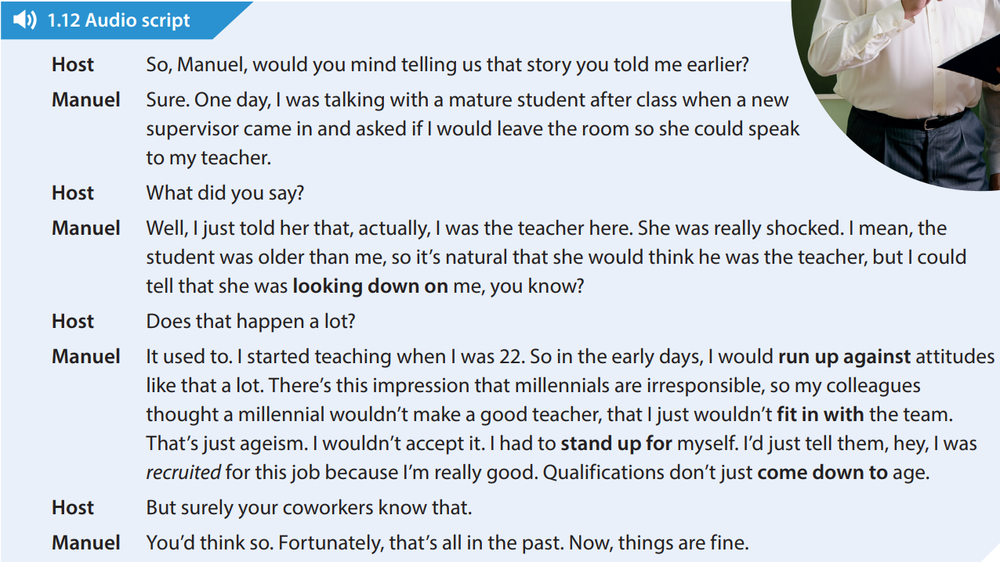 1.12 Audio script
Host So, Manuel, would you mind telling us that story you told me earlier?
Manuel Sure. One day, I was talking with a mature student after class when a new
supervisor came in and asked if I would leave the room so she could speak
to my teacher.
Host What did you say?
Manuel Well, I just told her that, actually, I was the teacher here. She was really shocked. I mean, the
student was older than me, so it’s natural that she would think he was the teacher, but I could
tell that she was looking down on me, you know?
Host Does that happen a lot?
Manuel It used to. I started teaching when I was 22. So in the early days, I would run up against attitudes
like that a lot. There’s this impression that millennials are irresponsible, so my colleagues
thought a millennial wouldn’t make a good teacher, that I just wouldn’t fit in with the team.
That’s just ageism. I wouldn’t accept it. I had to stand up for myself. I’d just tell them, hey, I was
recruited for this job because I’m really good. Qualifications don’t just come down to age.
Host But surely your coworkers know that.
Manuel You’d think so. Fortunately, that’s all in the past. Now, things are fine.